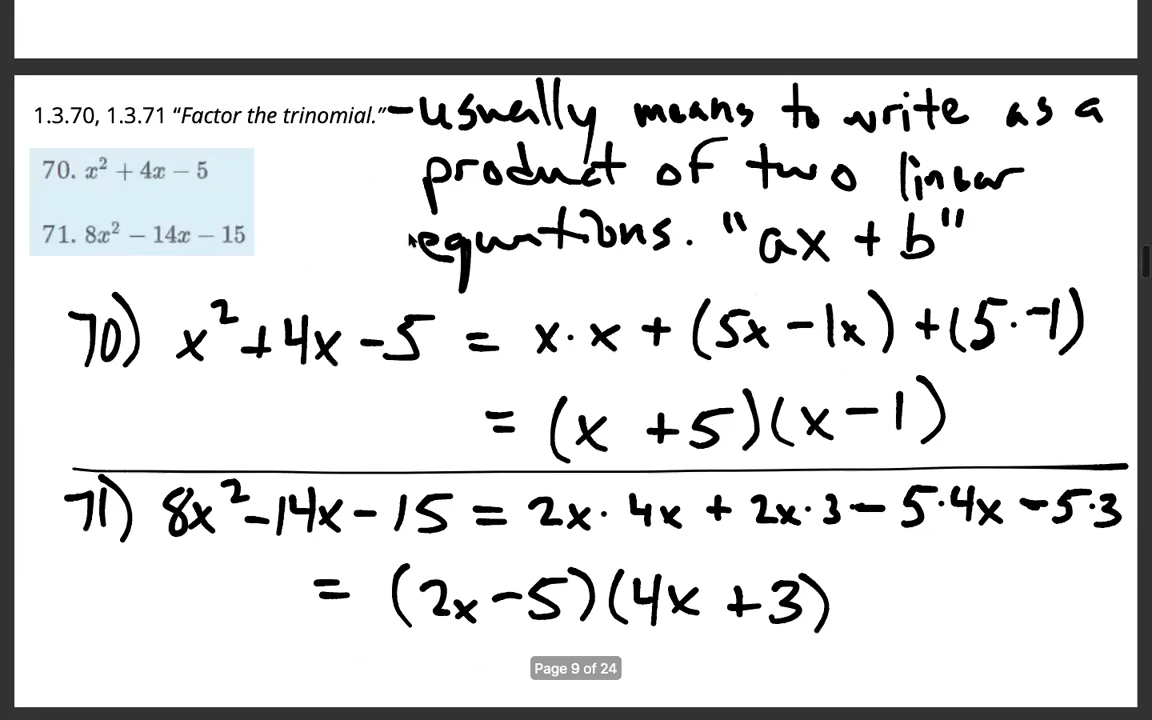 1.3.70, 1.3.71 “Factor the trinomial.” – usually means to write as a
product of two linear
equations. "ax + b"
70. x² + 4x − 5
71. 8x² − 14x − 15
70) x² + 4x − 5 = x · x + (5x − 1x) + (5 · −1)
= (x + 5)(x − 1)
71) 8x² − 14x − 15 = 2x · 4x + 2x · 3 − 5 · 4x − 5 · 3
= (2x − 5)(4x + 3)
Page 9 of 24